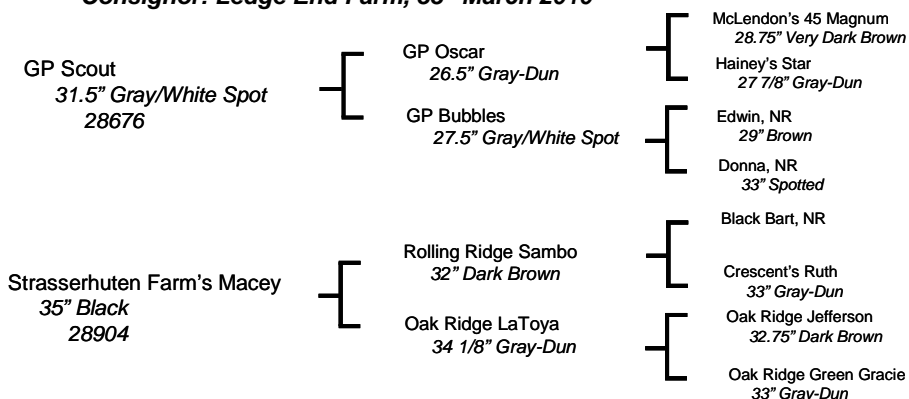 GP Scout
31.5" Gray/White Spot
28676
GP Oscar
26.5" Gray-Dun
McLendon's 45 Magnum
28.75" Very Dark Brown
Hainey's Star
27 7/8" Gray-Dun
GP Bubbles
27.5" Gray/White Spot
Edwin, NR
29" Brown
Donna, NR
33" Spotted
Strasserhuten Farm's Macey
35" Black
28904
Rolling Ridge Sambo
32" Dark Brown
Black Bart, NR
Crescent's Ruth
33" Gray-Dun
Oak Ridge LaToya
34 1/8" Gray-Dun
Oak Ridge Jefferson
32.75" Dark Brown
Oak Ridge Green Gracie
33" Gray-Dun